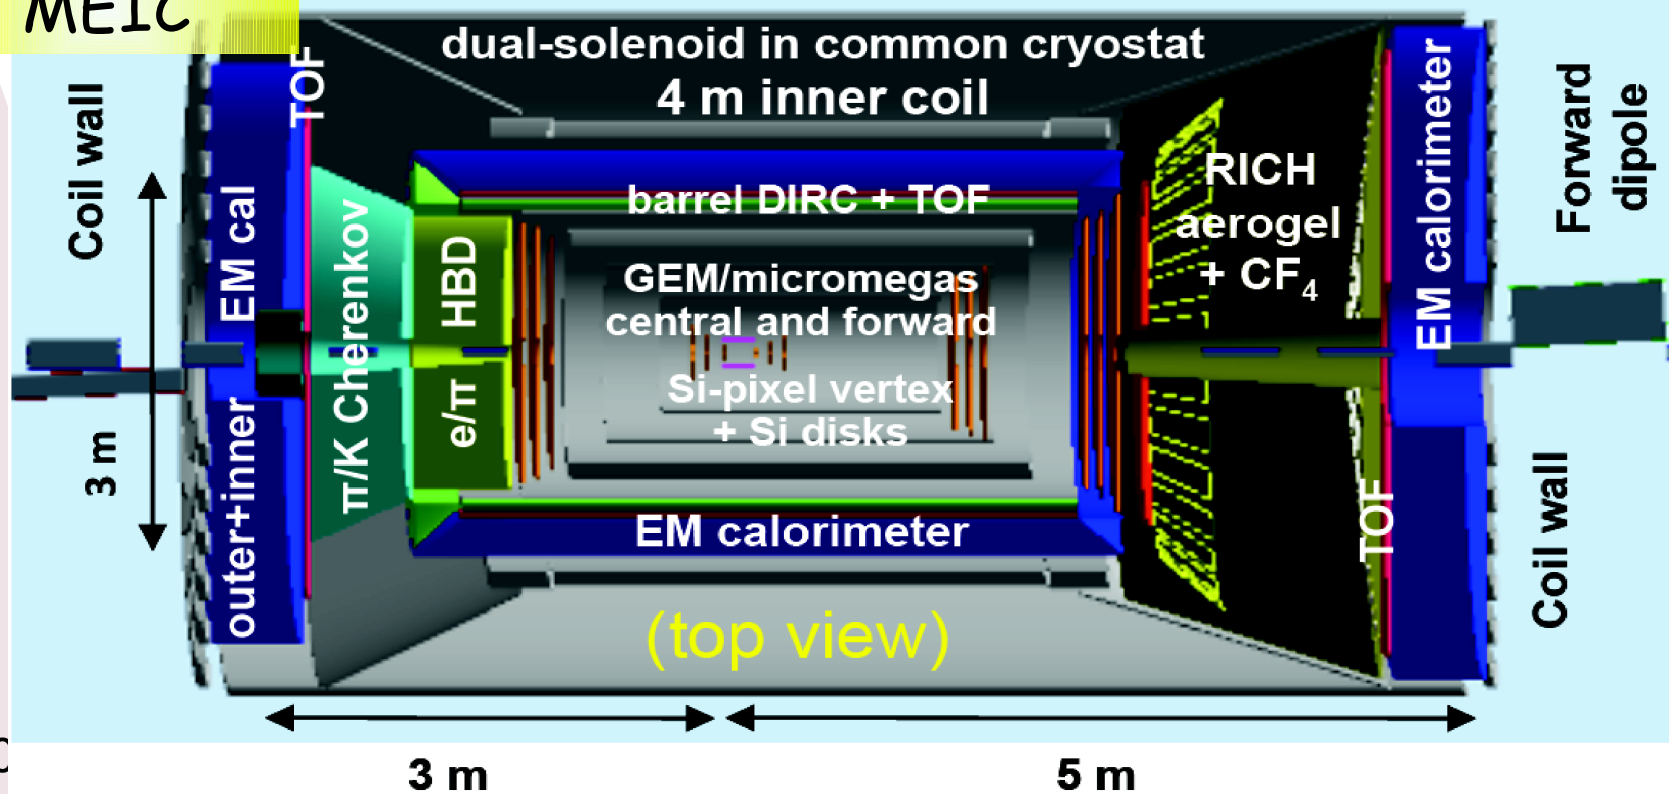 MEIC
dual-solenoid in common cryostat
4 m inner coil
TOF
Coil wall
EM cal
outer+inner
3 m
π/K Cherenkov
HBD
e/π
barrel DIRC + TOF
GEM/micromegas
central and forward
Si-pixel vertex
+ Si disks
EM calorimeter
(top view)
RICH
aerogel
+ CF₄
TOF
EM calorimeter
Forward
dipole
Coil wall
3 m
5 m